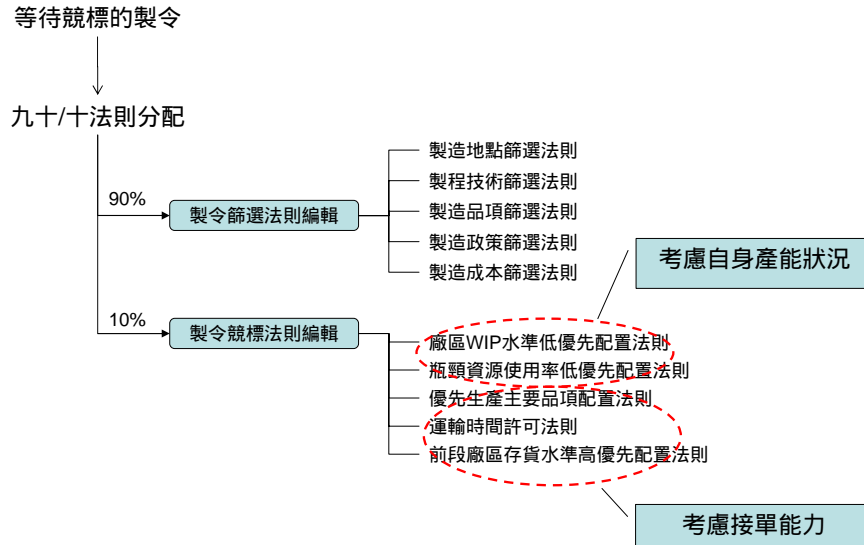 等待競標的製令
九十/十法則分配
90%
製令篩選法則編輯
製造地點篩選法則
製程技術篩選法則
製造品項篩選法則
製造政策篩選法則
製造成本篩選法則
考慮自身產能狀況
10%
製令競標法則編輯
廠區WIP水準低優先配置法則
瓶頸資源使用率低優先配置法則
優先生產主要品項配置法則
運輸時間許可法則
前段廠區存貨水準高優先配置法則
考慮接單能力